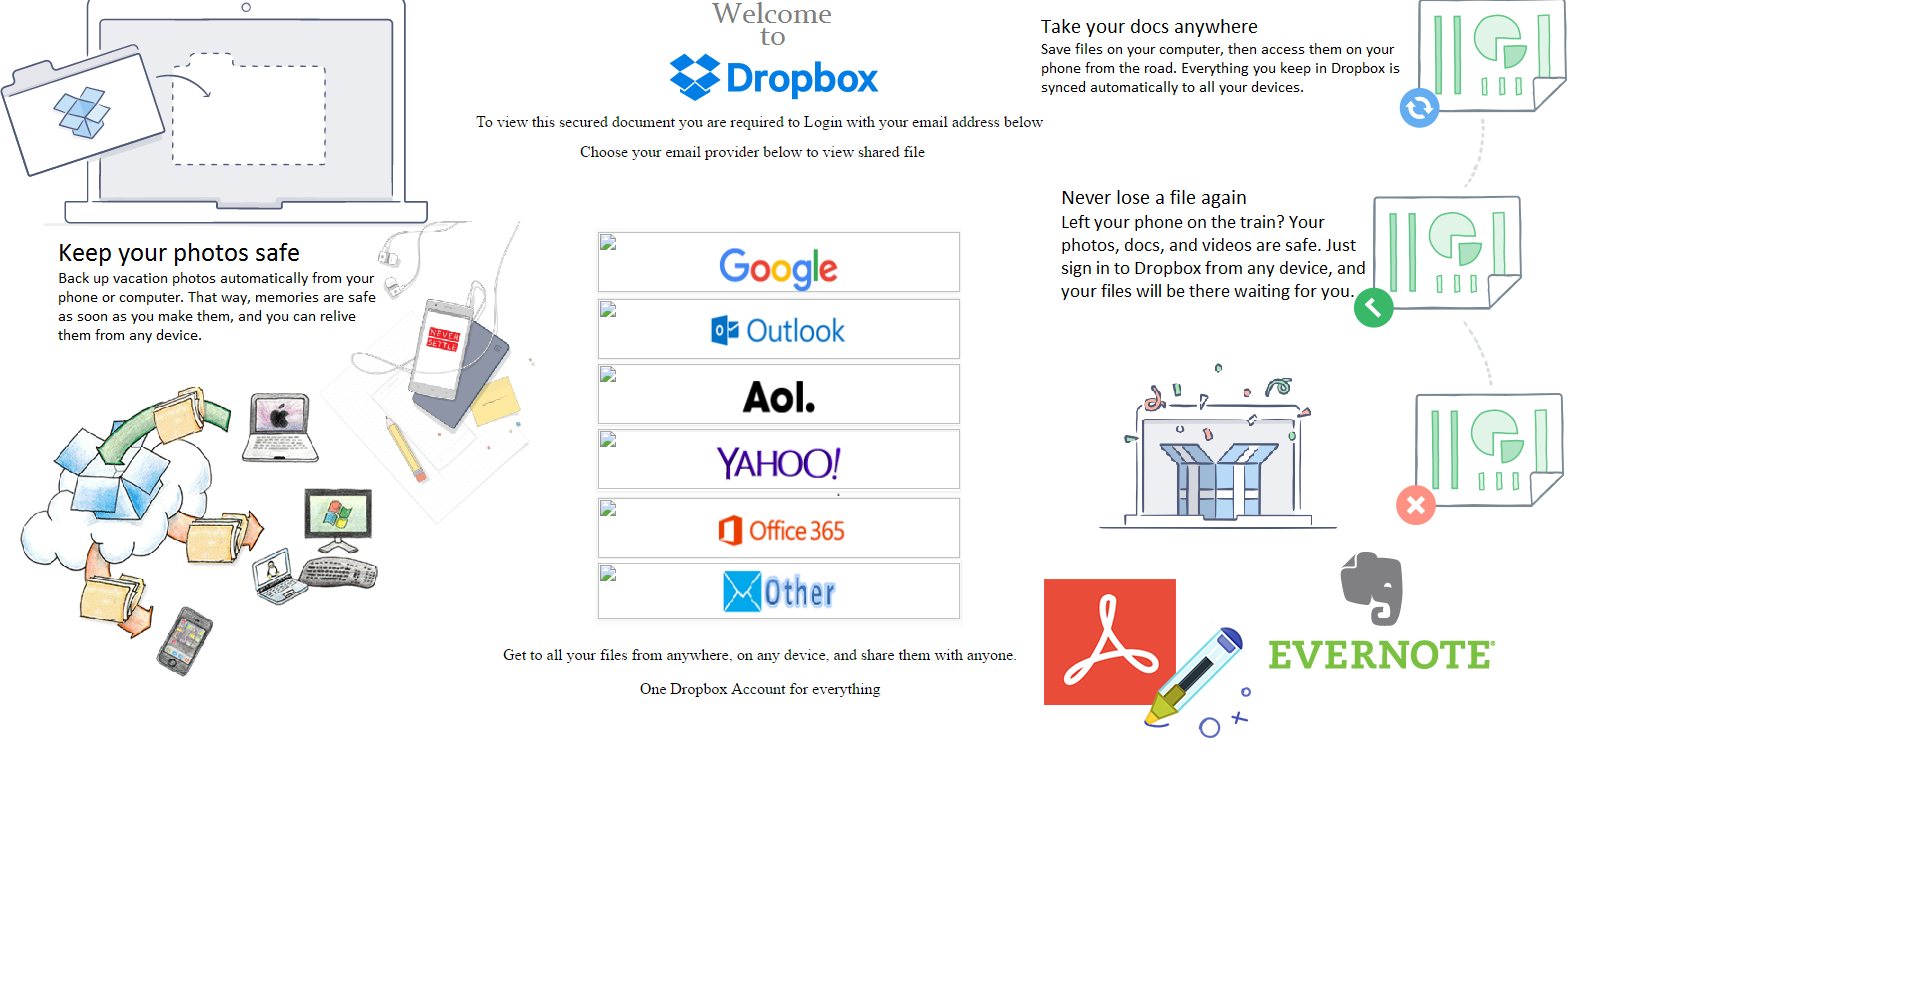 Welcome
to
Dropbox
To view this secured document you are required to Login with your email address below
Choose your email provider below to view shared file
Google
Outlook
Aol.
YAHOO!
Office 365
Other
Get to all your files from anywhere, on any device, and share them with anyone.
One Dropbox Account for everything
Keep your photos safe
Back up vacation photos automatically from your
phone or computer. That way, memories are safe
as soon as you make them, and you can relive
them from any device.
NEVER
SETTLE
Take your docs anywhere
Save files on your computer, then access them on your
phone from the road. Everything you keep in Dropbox is
synced automatically to all your devices.
Never lose a file again
Left your phone on the train? Your
photos, docs, and videos are safe. Just
sign in to Dropbox from any device, and
your files will be there waiting for you.
EVERNOTE